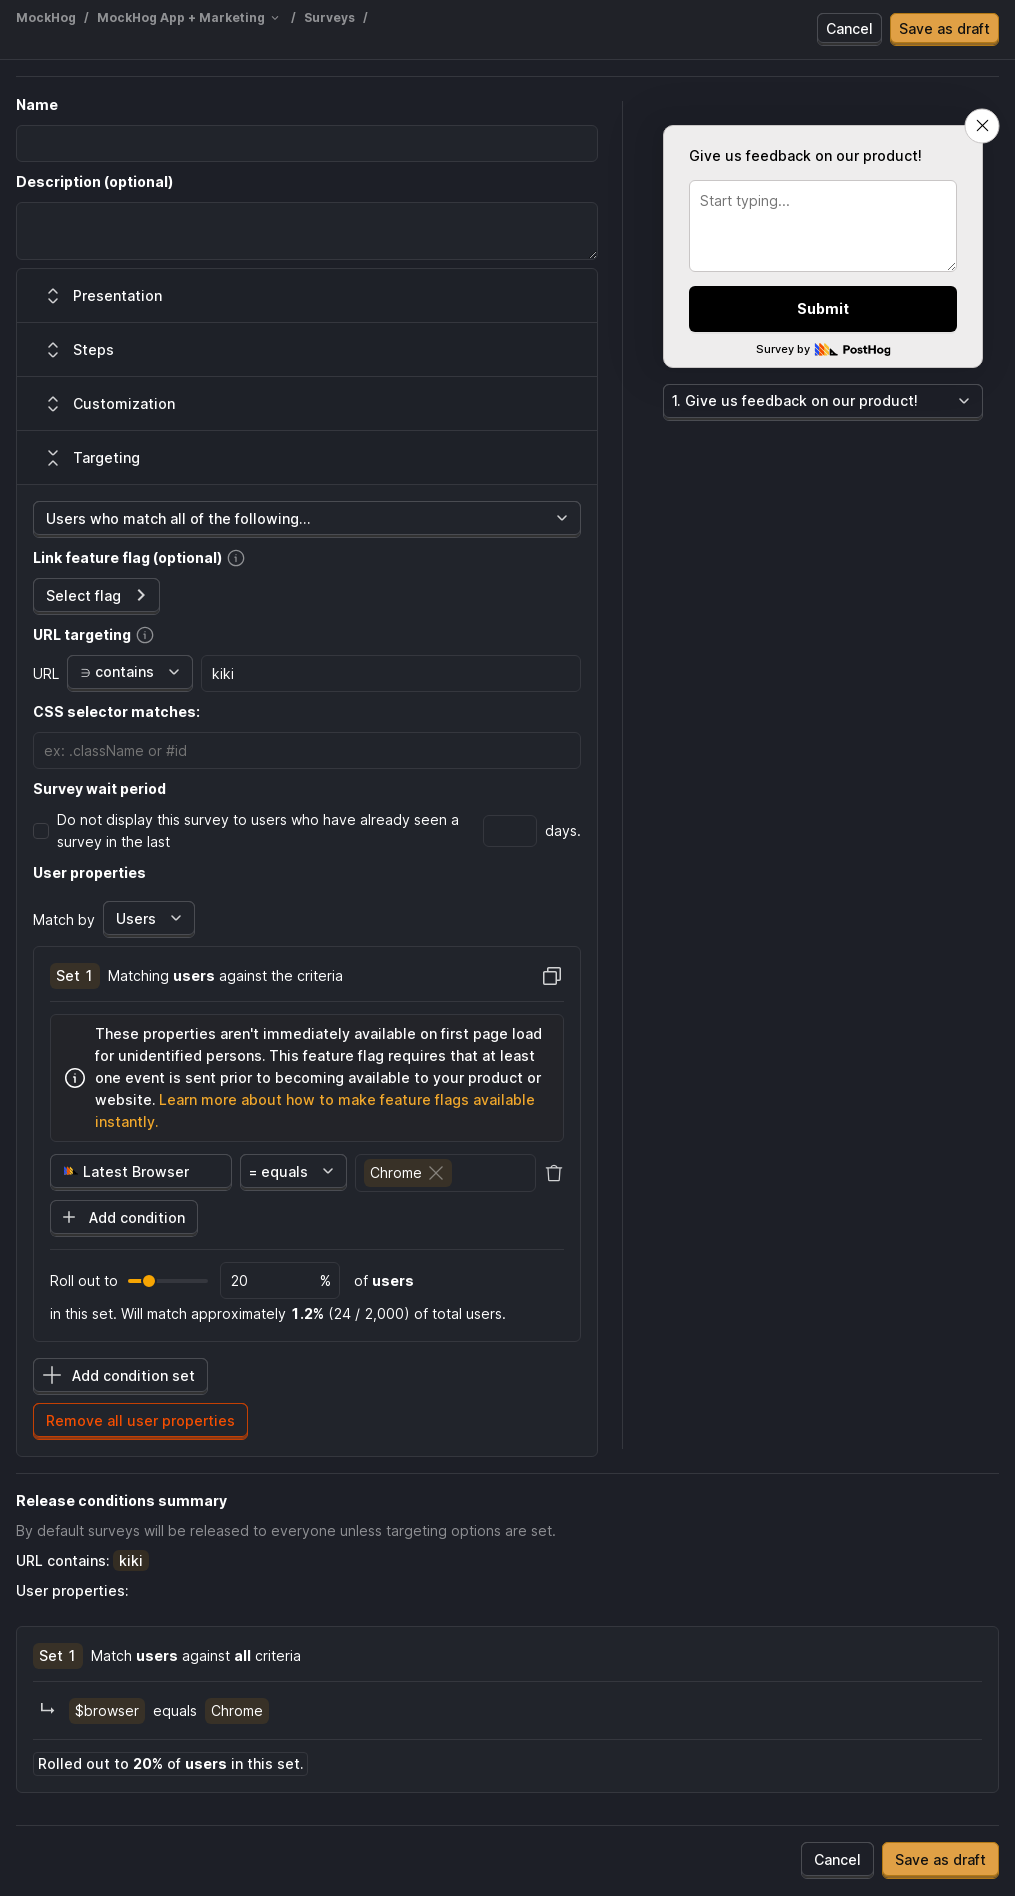 MockHog / MockHog App + Marketing / Surveys /
Cancel
Save as draft
Name
Description (optional)
Presentation
Steps
Customization
Targeting
Users who match all of the following...
Link feature flag (optional)
Select flag
URL targeting
URL ∋ contains kiki
CSS selector matches:
ex: .className or #id
Survey wait period
Do not display this survey to users who have already seen a
survey in the last
days.
User properties
Match by Users
Set 1 Matching users against the criteria
These properties aren't immediately available on first page load
for unidentified persons. This feature flag requires that at least
one event is sent prior to becoming available to your product or
website. Learn more about how to make feature flags available
instantly.
Latest Browser = equals Chrome
Add condition
Roll out to 20 % of users
in this set. Will match approximately 1.2% (24 / 2,000) of total users.
Add condition set
Remove all user properties
Give us feedback on our product!
Start typing...
Submit
Survey by PostHog
1. Give us feedback on our product!
Release conditions summary
By default surveys will be released to everyone unless targeting options are set.
URL contains: kiki
User properties:
Set 1 Match users against all criteria
$browser equals Chrome
Rolled out to 20% of users in this set.
Cancel
Save as draft